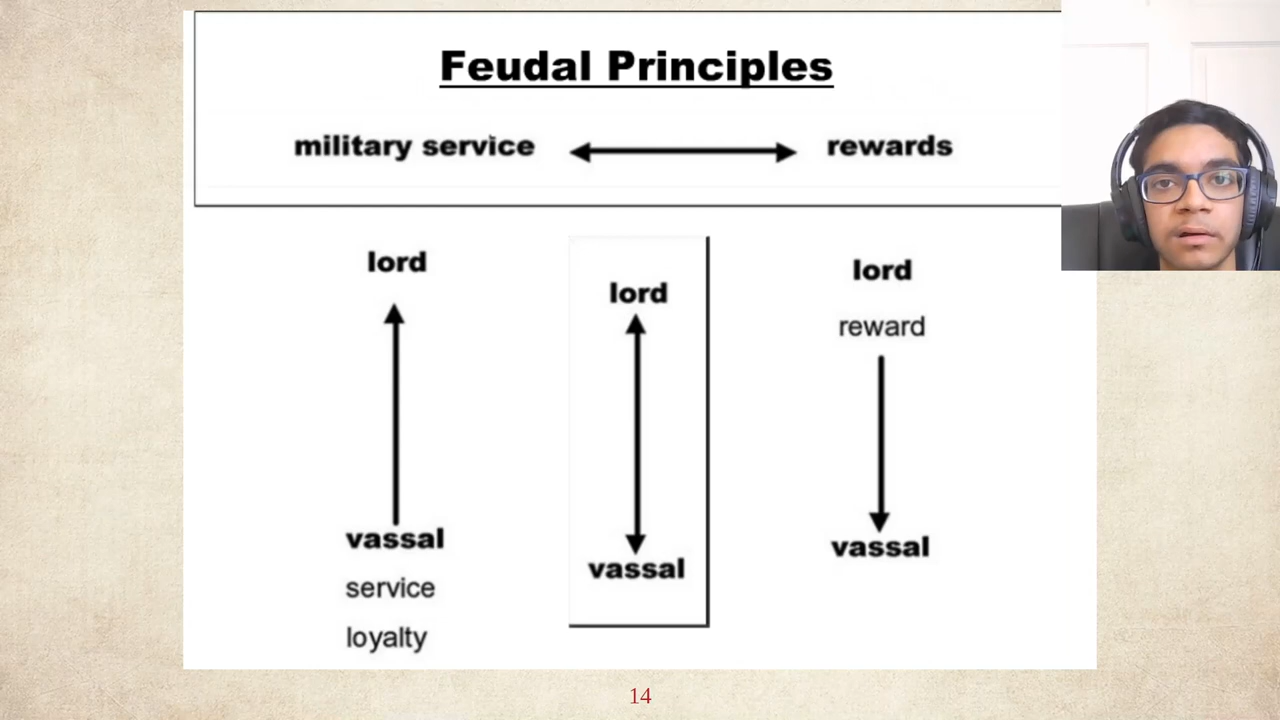 Feudal Principles
military service
rewards
lord
lord
lord
reward
vassal
vassal
vassal
service
loyalty
14